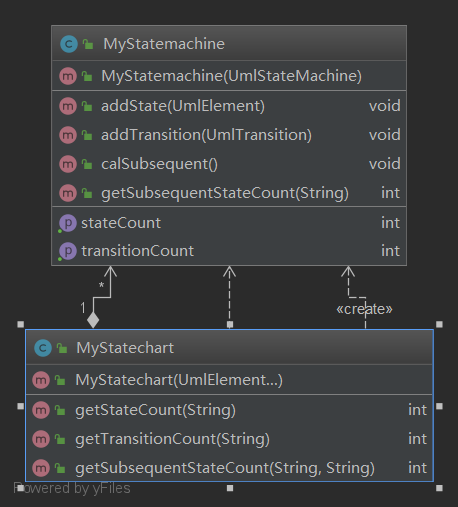 MyStatemachine
MyStatemachine(UmlStateMachine)
addState(UmlElement) void
addTransition(UmlTransition) void
calSubsequent() void
getSubsequentStateCount(String) int
stateCount int
transitionCount int
*
1
«create»
MyStatechart
MyStatechart(UmlElement...)
getStateCount(String) int
getTransitionCount(String) int
getSubsequentStateCount(String, String) int
Powered by yFiles